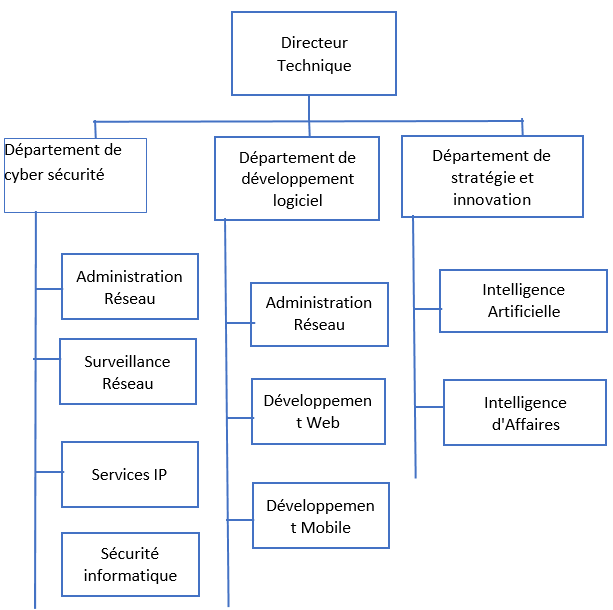 Directeur
Technique
Département de
cyber sécurité
Administration
Réseau
Surveillance
Réseau
Services IP
Sécurité
informatique
Département de
développement
logiciel
Administration
Réseau
Développemen
t Web
Développemen
t Mobile
Département de
stratégie et
innovation
Intelligence
Artificielle
Intelligence
d'Affaires